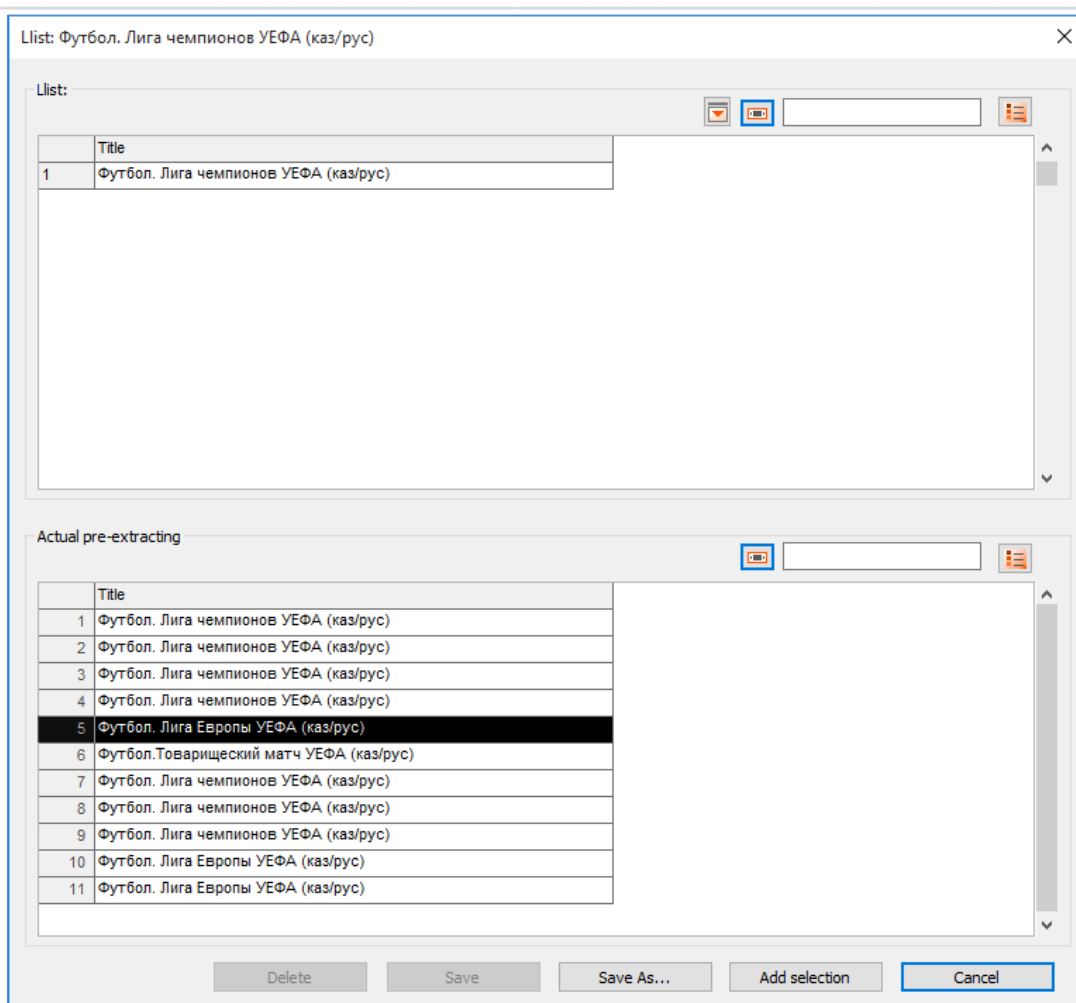 Llist: Футбол. Лига чемпионов УЕФА (каз/рус)
Llist:
Title
1 Футбол. Лига чемпионов УЕФА (каз/рус)
Actual pre-extracting
Title
1 Футбол. Лига чемпионов УЕФА (каз/рус)
2 Футбол. Лига чемпионов УЕФА (каз/рус)
3 Футбол. Лига чемпионов УЕФА (каз/рус)
4 Футбол. Лига чемпионов УЕФА (каз/рус)
5 Футбол. Лига Европы УЕФА (каз/рус)
6 Футбол.Товарищеский матч УЕФА (каз/рус)
7 Футбол. Лига чемпионов УЕФА (каз/рус)
8 Футбол. Лига чемпионов УЕФА (каз/рус)
9 Футбол. Лига чемпионов УЕФА (каз/рус)
10 Футбол. Лига Европы УЕФА (каз/рус)
11 Футбол. Лига Европы УЕФА (каз/рус)
Delete Save Save As... Add selection Cancel